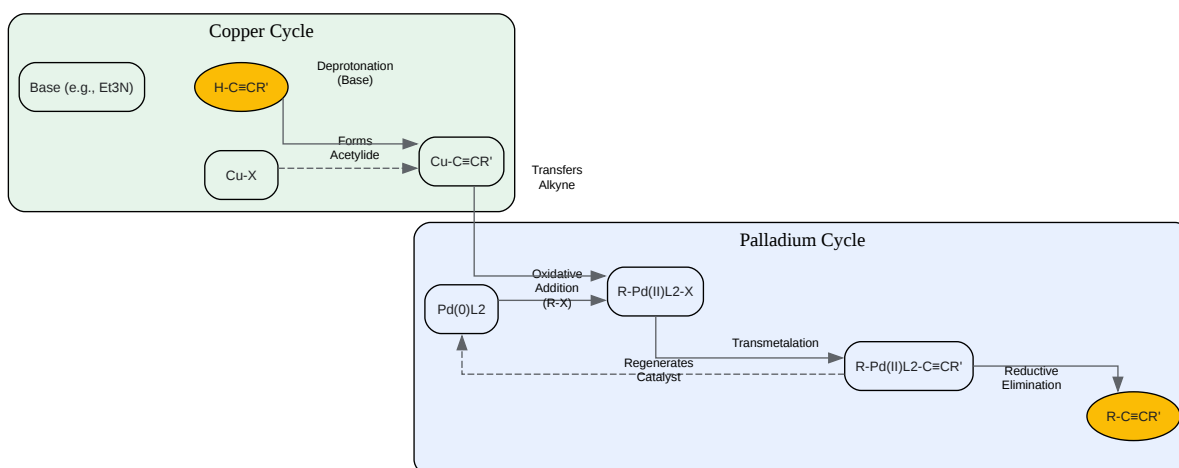 Copper Cycle
Base (e.g., Et3N)
H-C≡CR'
Deprotonation
(Base)
Forms
Acetylide
Cu-X
Cu-C≡CR'
Transfers
Alkyne
Palladium Cycle
Pd(0)L2
Oxidative
Addition
(R-X)
R-Pd(II)L2-X
Transmetalation
Regenerates
Catalyst
R-Pd(II)L2-C≡CR'
Reductive
Elimination
R-C≡CR'